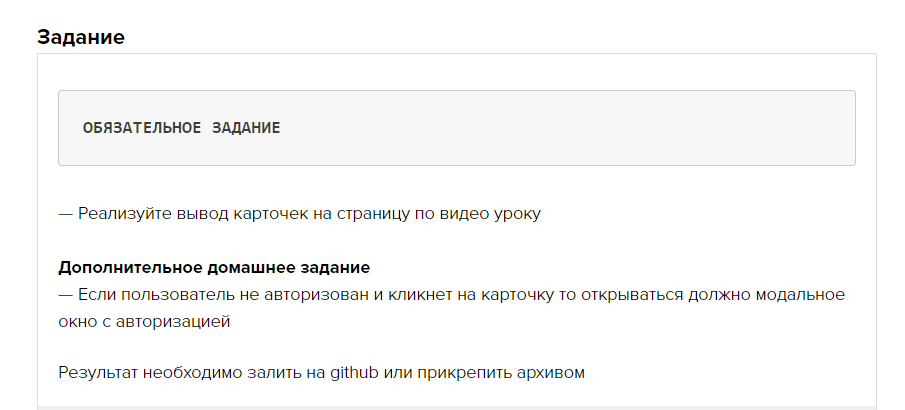 Задание
ОБЯЗАТЕЛЬНОЕ ЗАДАНИЕ
— Реализуйте вывод карточек на страницу по видео уроку
Дополнительное домашнее задание
— Если пользователь не авторизован и кликнет на карточку то открываться должно модальное
окно с авторизацией
Результат необходимо залить на github или прикрепить архивом